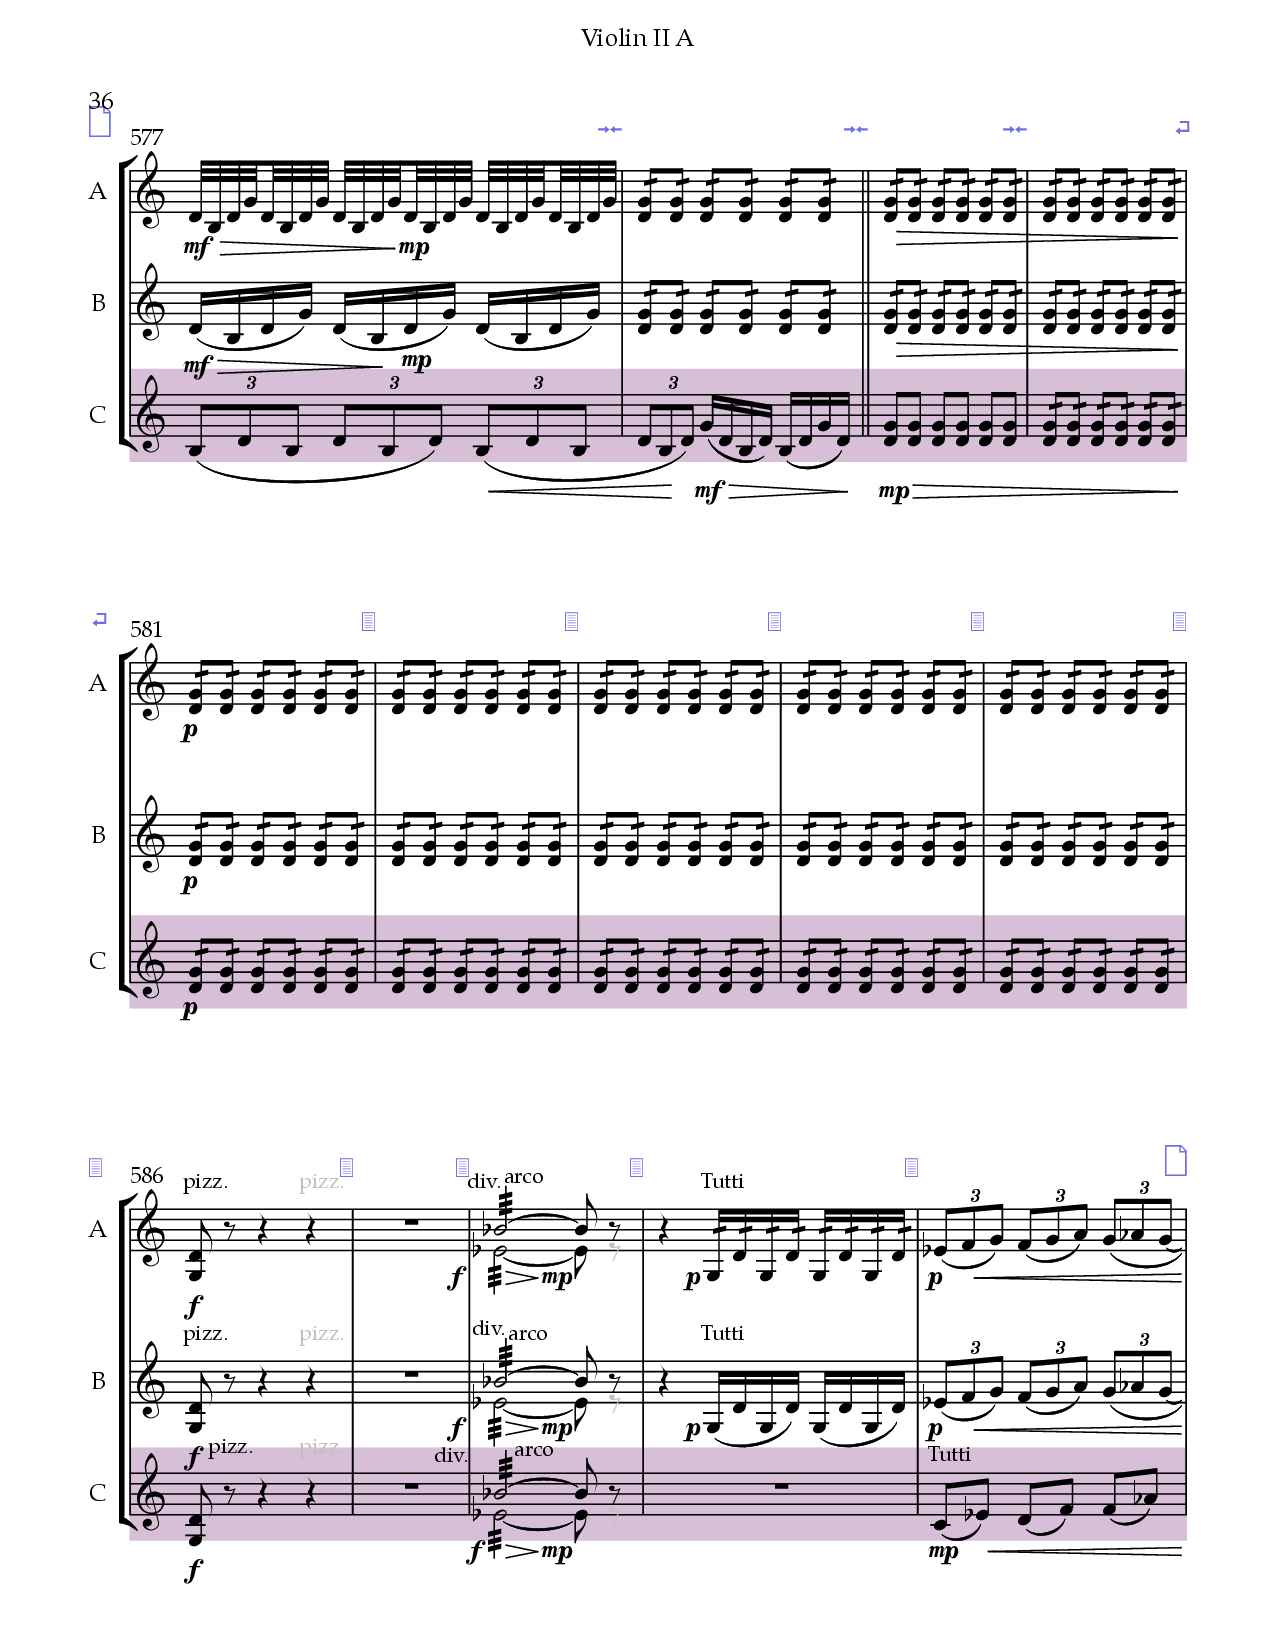 Violin II A
36
577
A
mf mp
B
mf mp
3 3 3 3
C
mf mp
581
A
p
B
p
C
p
586
pizz. pizz. div. arco Tutti 3 3 3
A
f mp p p
f
pizz. pizz. div. arco Tutti 3 3 3
B
f mp p p
f
pizz. pizz. div. arco Tutti
C
f mp mp
f